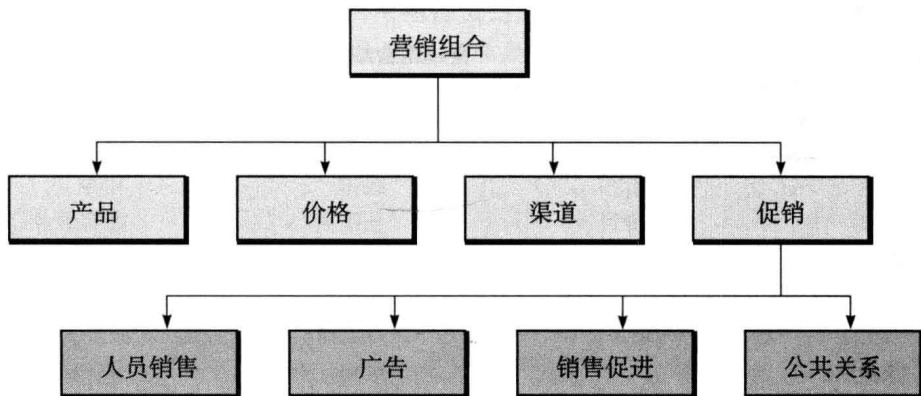 营销组合
产品
价格
渠道
促销
人员销售
广告
销售促进
公共关系